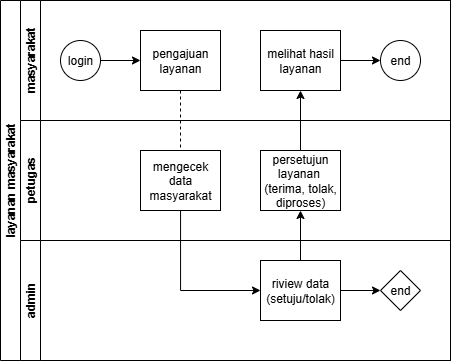 layanan masyarakat
masyarakat
login
pengajuan
layanan
melihat hasil
layanan
end
petugas
mengecek
data
masyarakat
persetujun
layanan
(terima, tolak,
diproses)
admin
riview data
(setuju/tolak)
end